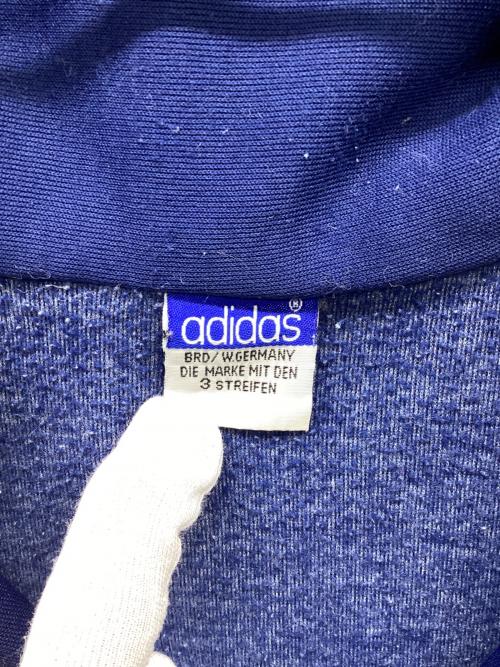 adidas®
BRD/W.GERMANY
DIE MARKE MIT DEN
3 STREIFEN